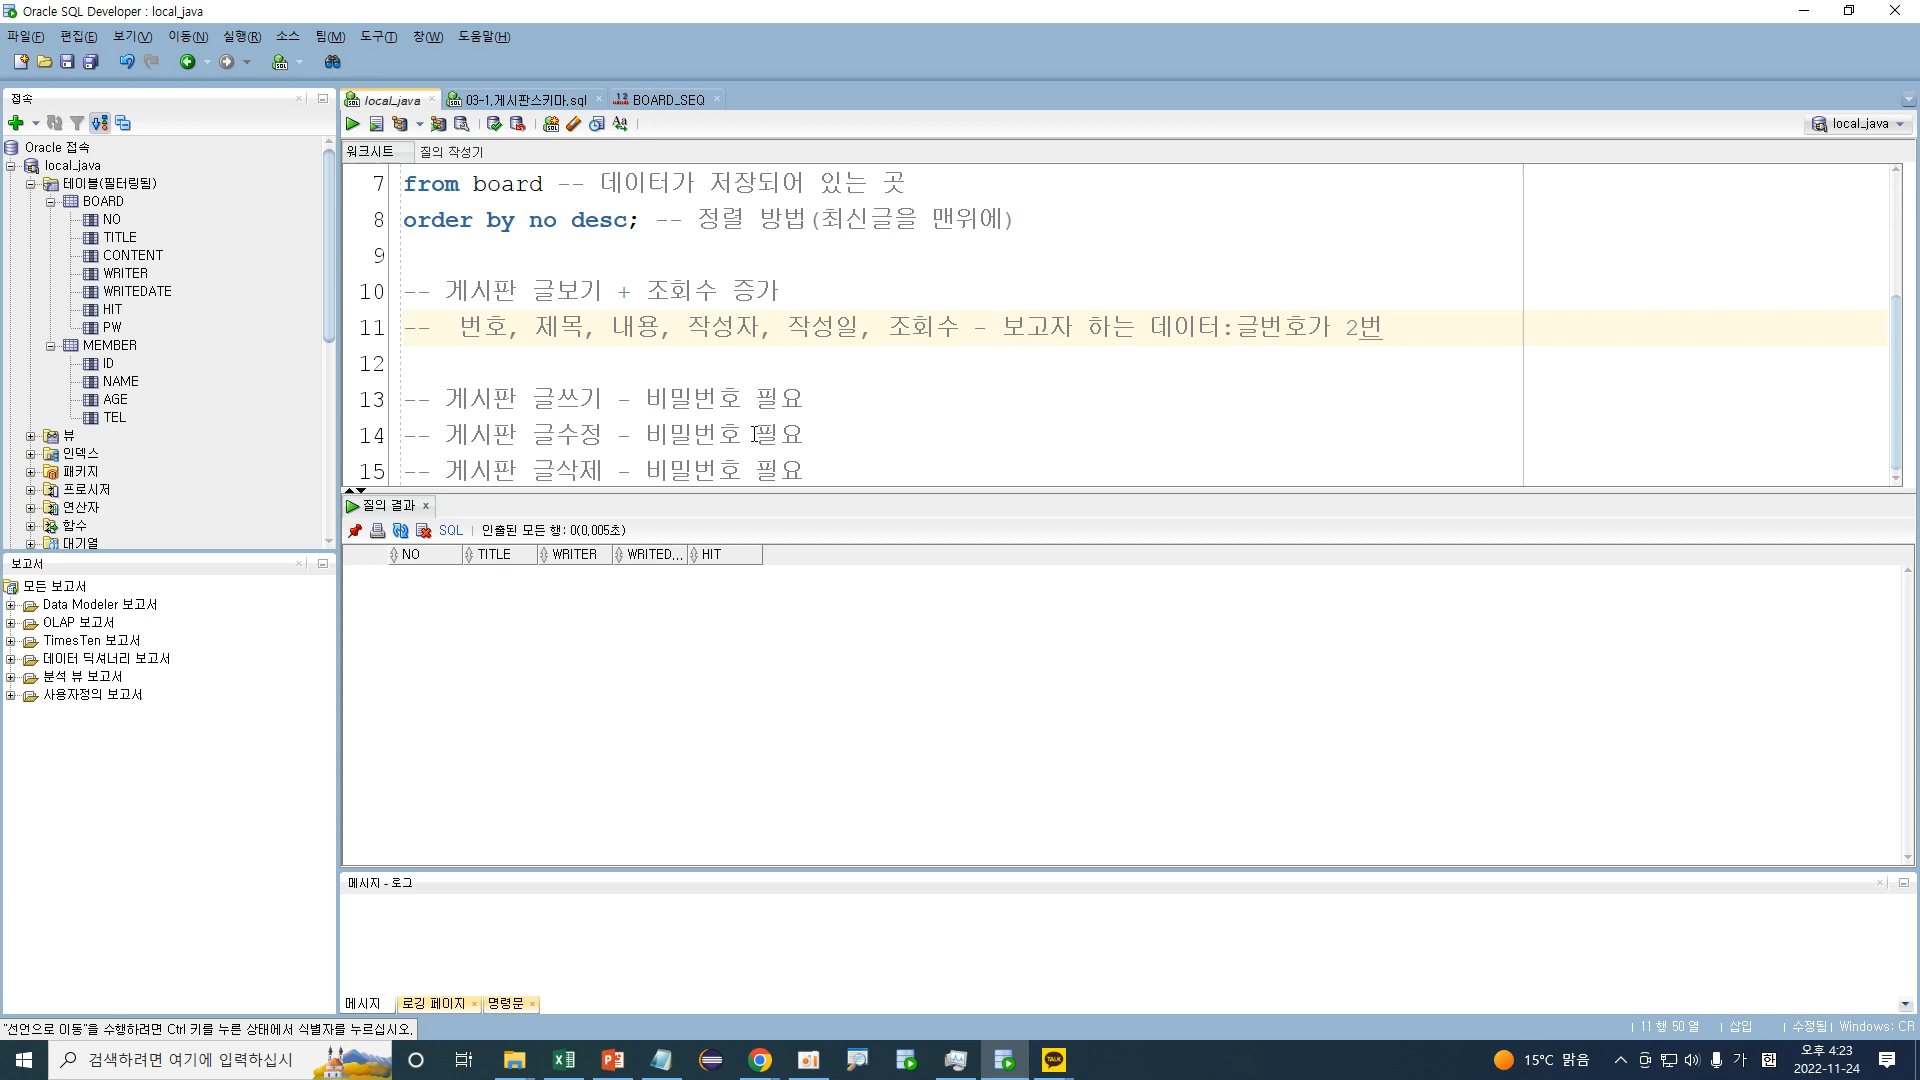 Oracle SQL Developer : local_java
파일(F) 편집(E) 보기(V) 이동(N) 실행(R) 소스 팀(M) 도구(T) 창(W) 도움말(H)
접속
Oracle 접속
local_java
테이블(필터링됨)
BOARD
NO
TITLE
CONTENT
WRITER
WRITEDATE
HIT
PW
MEMBER
ID
NAME
AGE
TEL
뷰
인덱스
패키지
프로시저
연산자
함수
대기열
보고서
모든 보고서
Data Modeler 보고서
OLAP 보고서
TimesTen 보고서
데이터 딕셔너리 보고서
분석 뷰 보고서
사용자정의 보고서
local_java 03-1.게시판스키마.sql BOARD_SEQ
local_java
워크시트 질의 작성기
7 from board -- 데이터가 저장되어 있는 곳
8 order by no desc; -- 정렬 방법(최신글을 맨위에)
9
10 -- 게시판 글보기 + 조회수 증가
11 --  번호, 제목, 내용, 작성자, 작성일, 조회수 - 보고자 하는 데이터:글번호가 2번
12
13 -- 게시판 글쓰기 - 비밀번호 필요
14 -- 게시판 글수정 - 비밀번호 필요
15 -- 게시판 글삭제 - 비밀번호 필요
질의 결과
SQL | 인출된 모든 행: 0(0.005초)
NO TITLE WRITER WRITED... HIT
메시지 - 로그
메시지 로깅 페이지 명령문
"선언으로 이동"을 수행하려면 Ctrl 키를 누른 상태에서 식별자를 누르십시오.
11 행 50 열 | 삽입 | 수정됨 | Windows: CR
검색하려면 여기에 입력하십시
TALK
15°C 맑음
가
한
오후 4:23
2022-11-24